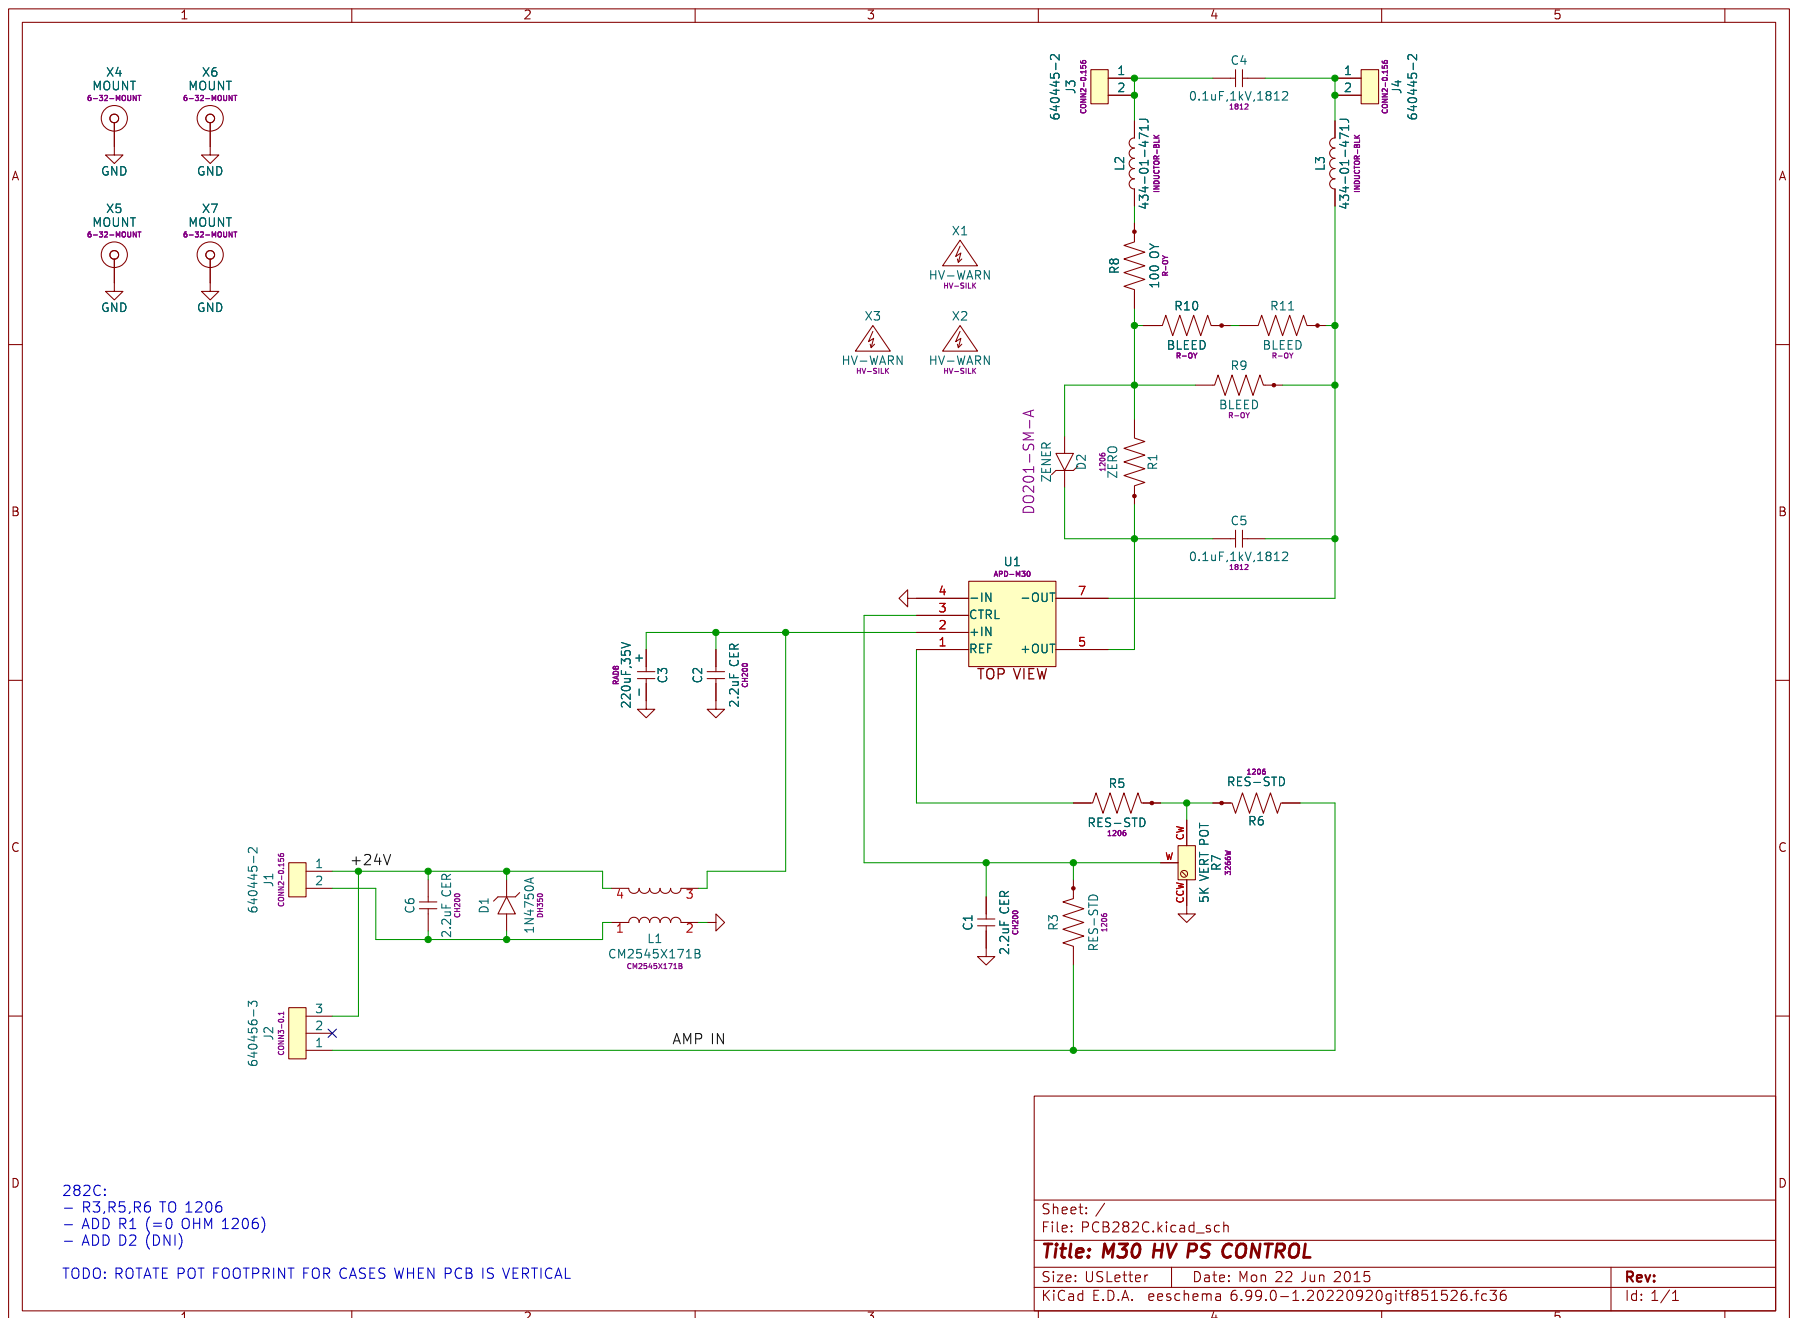 1 2 3 4 5
A A
B B
C C
D D
X4
MOUNT
6-32-MOUNT
GND
X6
MOUNT
6-32-MOUNT
GND
X5
MOUNT
6-32-MOUNT
GND
X7
MOUNT
6-32-MOUNT
GND
X1
HV-WARN
HV-SILK
X3
HV-WARN
HV-SILK
X2
HV-WARN
HV-SILK
640445-2
J3
CONN2-0.156
1
2
C4
0.1uF,1kV,1812
1812
1
2
CONN2-0.156
J4
640445-2
L2
434-01-471J
INDUCTOR-BLK
L3
434-01-471J
INDUCTOR-BLK
R8
100 OY
R-OY
R10
BLEED
R-OY
R11
BLEED
R-OY
R9
BLEED
R-OY
DO201-SM-A
ZENER
D2
1206
ZERO
R1
C5
0.1uF,1kV,1812
1812
U1
APD-M30
4 -IN -OUT 7
3 CTRL
2 +IN
1 REF +OUT 5
TOP VIEW
RAD8
220uF,35V
+
-
C3
C2
2.2uF CER
CH200
R5
RES-STD
1206
1206
RES-STD
R6
CW
W
CCW
5K VERT POT
R7
3266W
C1
2.2uF CER
CH200
R3
RES-STD
1206
640445-2
J1
CONN2-0.156
1
2
+24V
C6
2.2uF CER
CH200
D1
1N4750A
DH350
4 3
1 2
L1
CM2545X171B
CM2545X171B
640456-3
J2
CONN3-0.1
3
2
1
AMP IN
282C:
- R3,R5,R6 TO 1206
- ADD R1 (=0 OHM 1206)
- ADD D2 (DNI)
TODO: ROTATE POT FOOTPRINT FOR CASES WHEN PCB IS VERTICAL
Sheet: /
File: PCB282C.kicad_sch
Title: M30 HV PS CONTROL
Size: USLetter Date: Mon 22 Jun 2015 Rev:
KiCad E.D.A. eeschema 6.99.0-1.20220920gitf851526.fc36 Id: 1/1
1 2 3 4 5